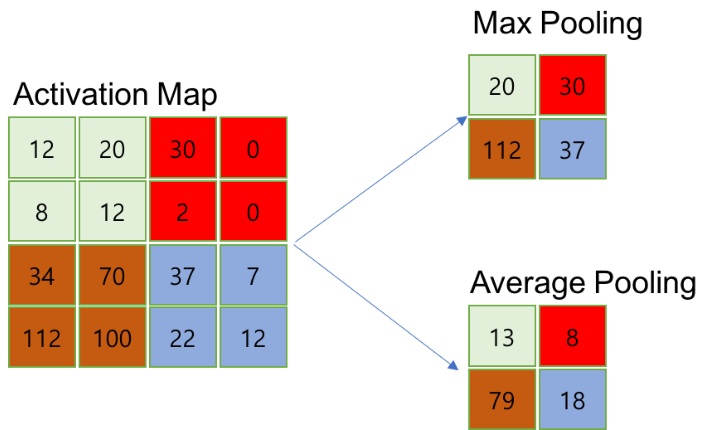 Max Pooling
20 30
112 37
Activation Map
12 20 30 0
8 12 2 0
34 70 37 7
112 100 22 12
Average Pooling
13 8
79 18